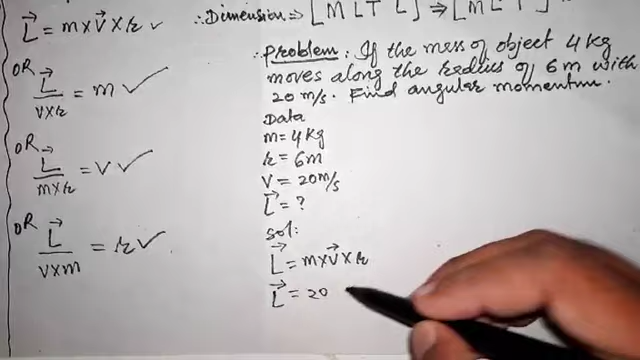 L⃗ = m×V⃗×r ✓
OR
L⃗/V×r = m ✓
OR
L⃗/m×r = V ✓
OR
L⃗/V×m = r ✓
∴ Dimension ⇒ [M L T L] ⇒ [M L T
∴ Problem: If the mess of object 4kg
moves along the radius of 6m with
20 m/s. Find angular momentum.
Data
m = 4Kg
r = 6m
V = 20m/s
L⃗ = ?
Sol:
L⃗ = m×V⃗×r
L⃗ = 20